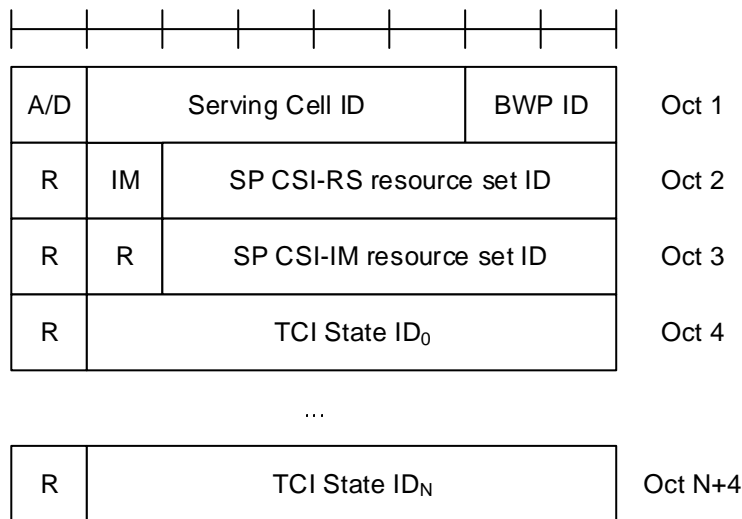 A/D Serving Cell ID BWP ID Oct 1
R IM SP CSI-RS resource set ID Oct 2
R R SP CSI-IM resource set ID Oct 3
R TCI State ID₀ Oct 4
...
R TCI State IDN Oct N+4